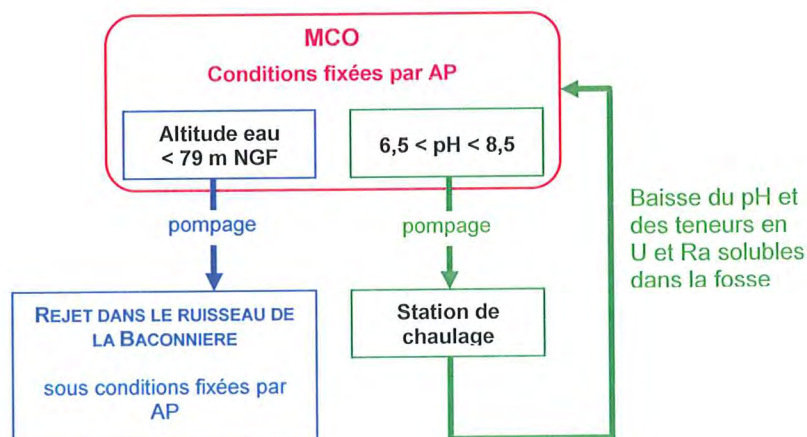 MCO
Conditions fixées par AP
Altitude eau
< 79 m NGF
6,5 < pH < 8,5
pompage
pompage
Baisse du pH et
des teneurs en
U et Ra solubles
dans la fosse
REJET DANS LE RUISSEAU DE
LA BACONNIERE
sous conditions fixées par
AP
Station de
chaulage